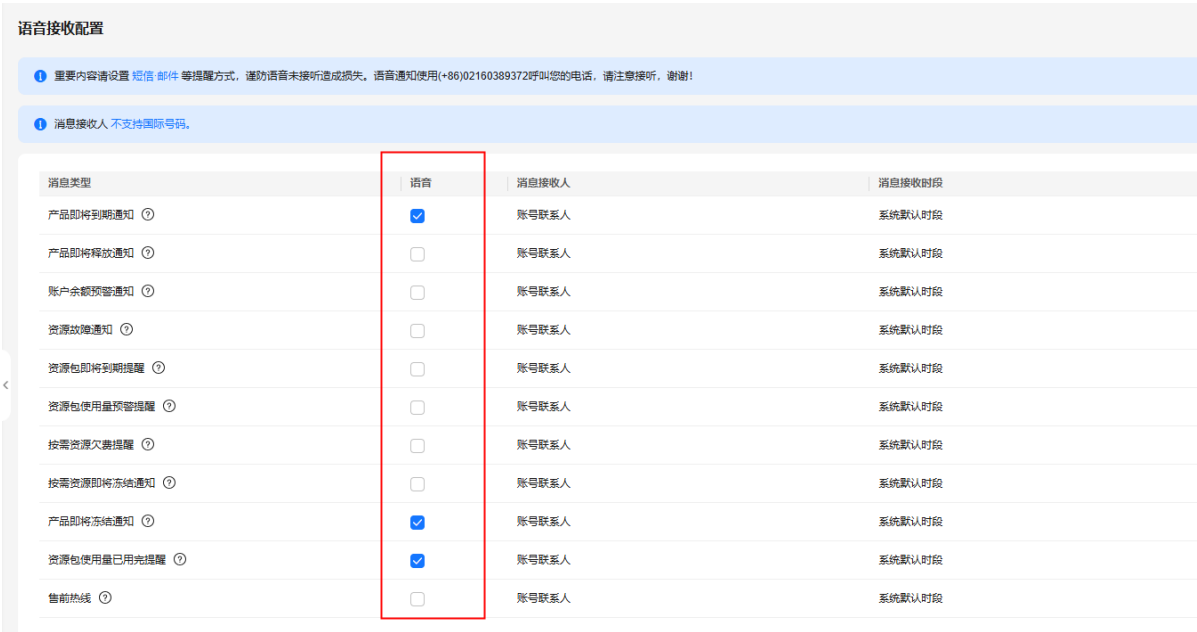 语音接收配置
重要内容请设置 短信 邮件 等提醒方式，谨防语音未接听造成损失。语音通知使用(+86)02160389372呼叫您的电话，请注意接听，谢谢!
消息接收人 不支持国际号码。
消息类型 语音 消息接收人 消息接收时段
产品即将到期通知 账号联系人 系统默认时段
产品即将释放通知 账号联系人 系统默认时段
账户余额预警通知 账号联系人 系统默认时段
资源故障通知 账号联系人 系统默认时段
资源包即将到期提醒 账号联系人 系统默认时段
资源包使用量预警提醒 账号联系人 系统默认时段
按需资源欠费提醒 账号联系人 系统默认时段
按需资源即将冻结通知 账号联系人 系统默认时段
产品即将冻结通知 账号联系人 系统默认时段
资源包使用量已用完提醒 账号联系人 系统默认时段
售前热线 账号联系人 系统默认时段